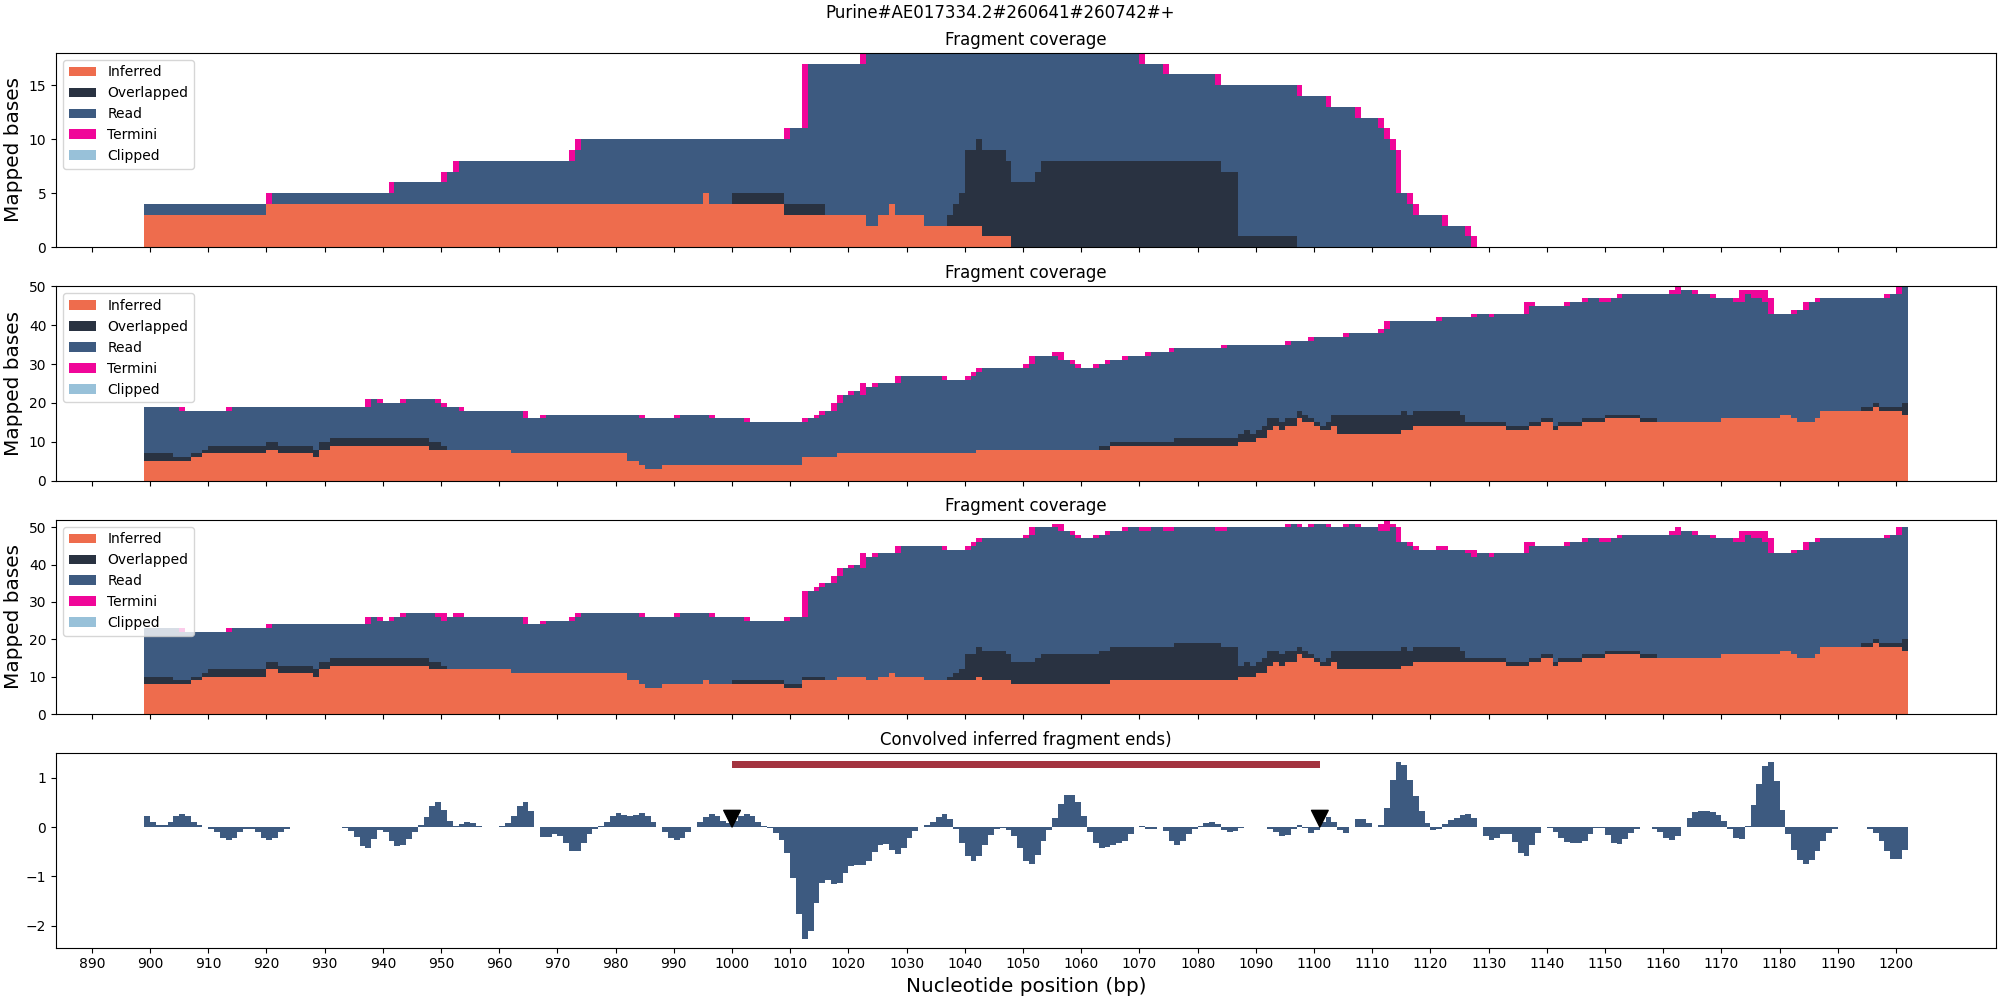 Purine#AE017334.2#260641#260742#+
Fragment coverage
Mapped bases
15
10
5
0
Inferred
Overlapped
Read
Termini
Clipped
Fragment coverage
Mapped bases
50
40
30
20
10
0
Inferred
Overlapped
Read
Termini
Clipped
Fragment coverage
Mapped bases
50
40
30
20
10
0
Inferred
Overlapped
Read
Termini
Clipped
Convolved inferred fragment ends)
1
0
−1
−2
890 900 910 920 930 940 950 960 970 980 990 1000 1010 1020 1030 1040 1050 1060 1070 1080 1090 1100 1110 1120 1130 1140 1150 1160 1170 1180 1190 1200
Nucleotide position (bp)